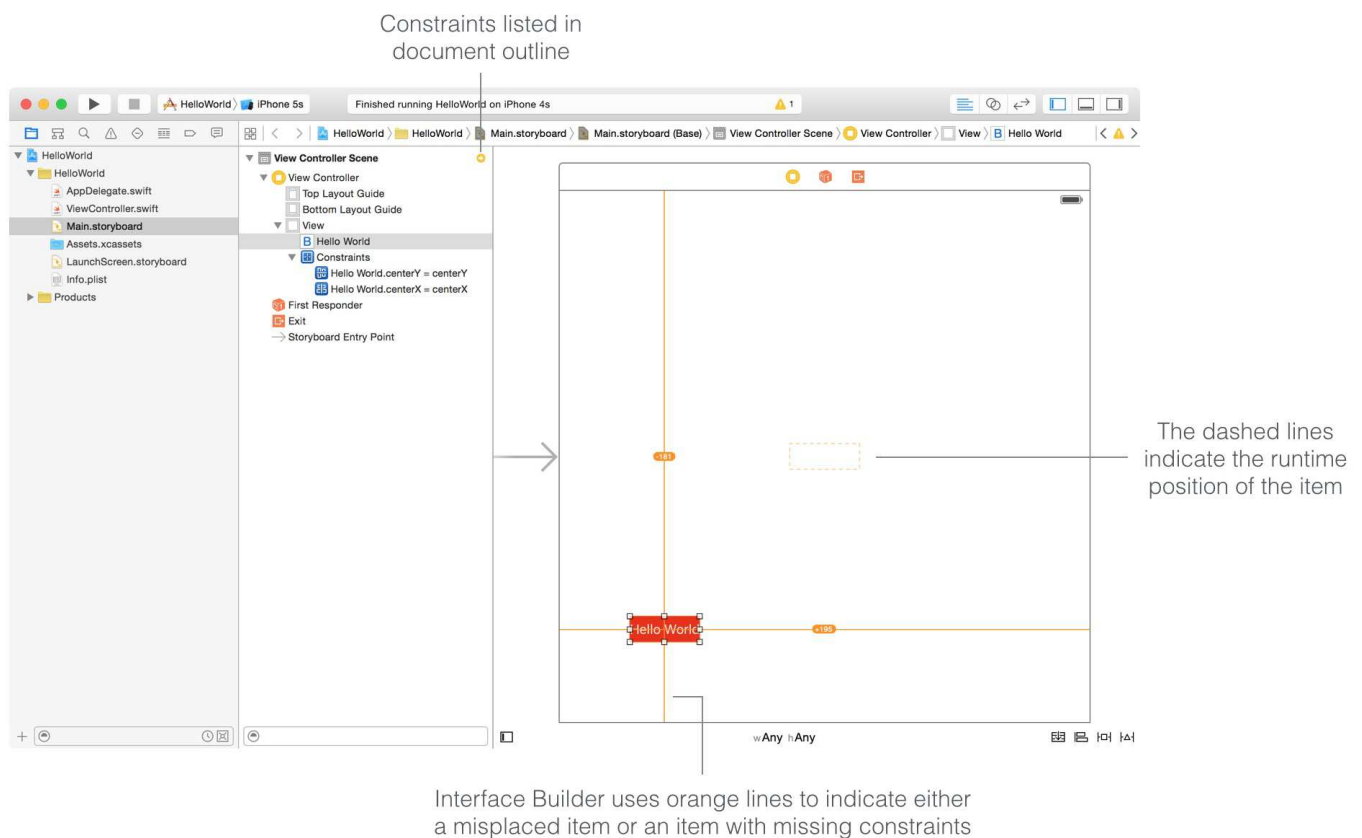 Constraints listed in
document outline
HelloWorld
iPhone 5s
Finished running HelloWorld on iPhone 4s
1
HelloWorld
HelloWorld
Main.storyboard
Main.storyboard (Base)
View Controller Scene
View Controller
View
B Hello World
HelloWorld
HelloWorld
AppDelegate.swift
ViewController.swift
Main.storyboard
Assets.xcassets
LaunchScreen.storyboard
Info.plist
Products
View Controller Scene
View Controller
Top Layout Guide
Bottom Layout Guide
View
B Hello World
Constraints
Hello World.centerY = centerY
Hello World.centerX = centerX
First Responder
Exit
Storyboard Entry Point
-181
The dashed lines
indicate the runtime
position of the item
Hello World
+195
wAny hAny
Interface Builder uses orange lines to indicate either
a misplaced item or an item with missing constraints